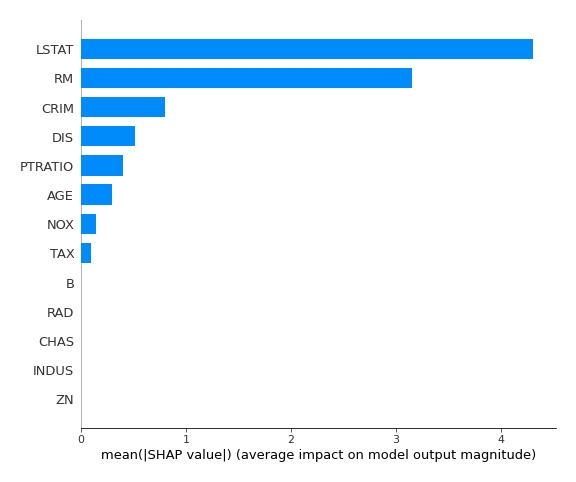 LSTAT
RM
CRIM
DIS
PTRATIO
AGE
NOX
TAX
B
RAD
CHAS
INDUS
ZN
0 1 2 3 4
mean(|SHAP value|) (average impact on model output magnitude)